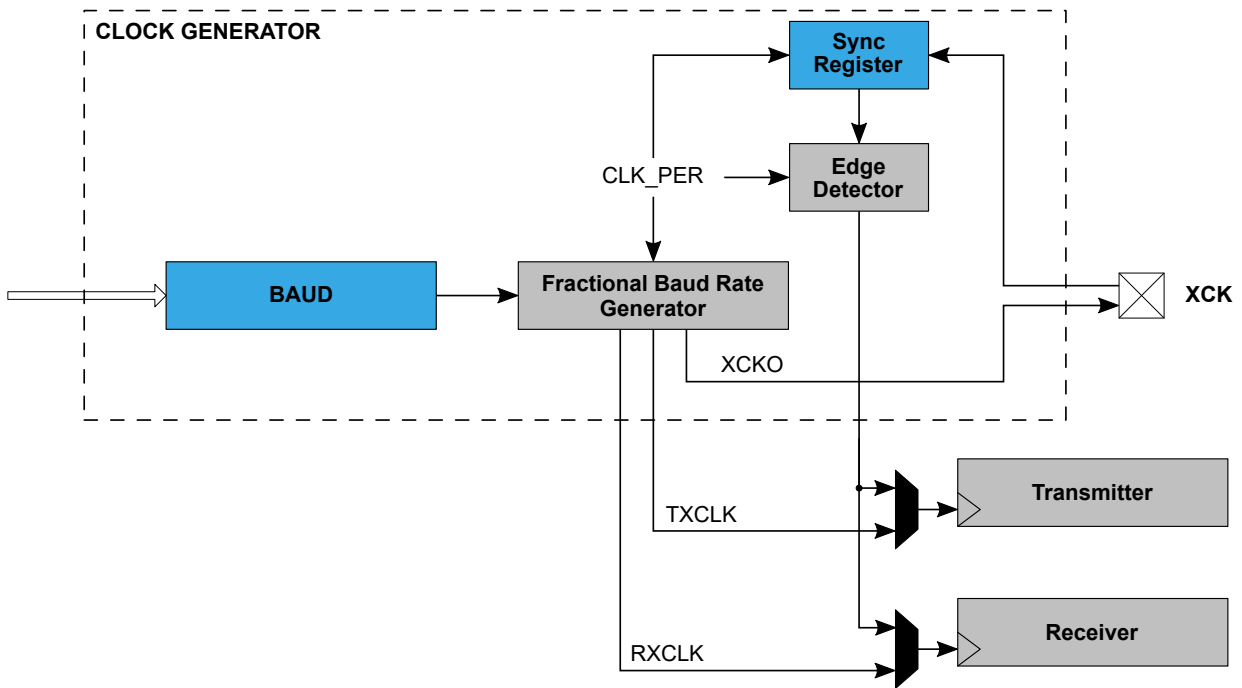 CLOCK GENERATOR
Sync
Register
CLK_PER
Edge
Detector
BAUD
Fractional Baud Rate
Generator
XCK
XCKO
Transmitter
TXCLK
Receiver
RXCLK